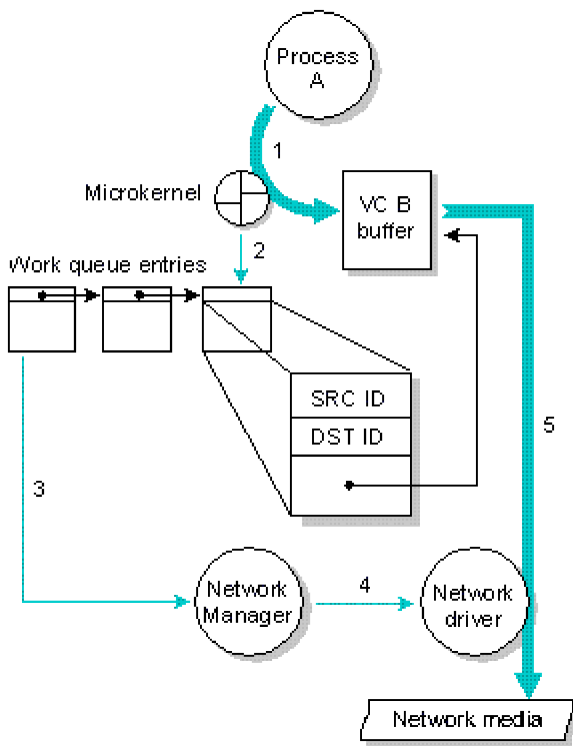 Process
A
1
Microkernel
VC B
buffer
2
Work queue entries
SRC ID
DST ID
5
3
Network
Manager
4
Network
driver
Network media